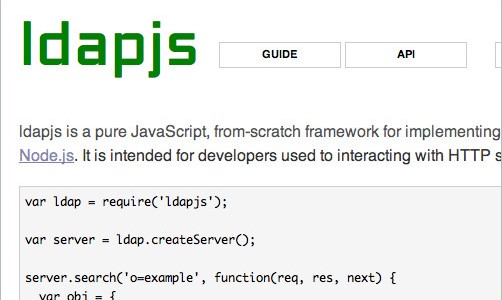 ldapjs
GUIDE API
ldapjs is a pure JavaScript, from-scratch framework for implementing
Node.js. It is intended for developers used to interacting with HTTP s
var ldap = require('ldapjs');
var server = ldap.createServer();
server.search('o=example', function(req, res, next) {
var obj = {